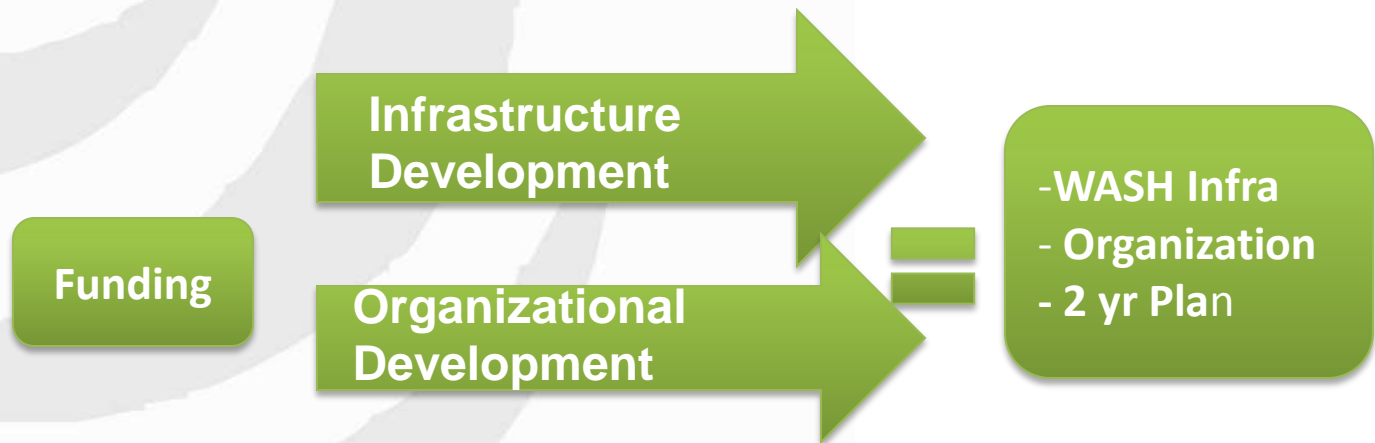 Funding
Infrastructure
Development
Organizational
Development
-WASH Infra
- Organization
- 2 yr Plan